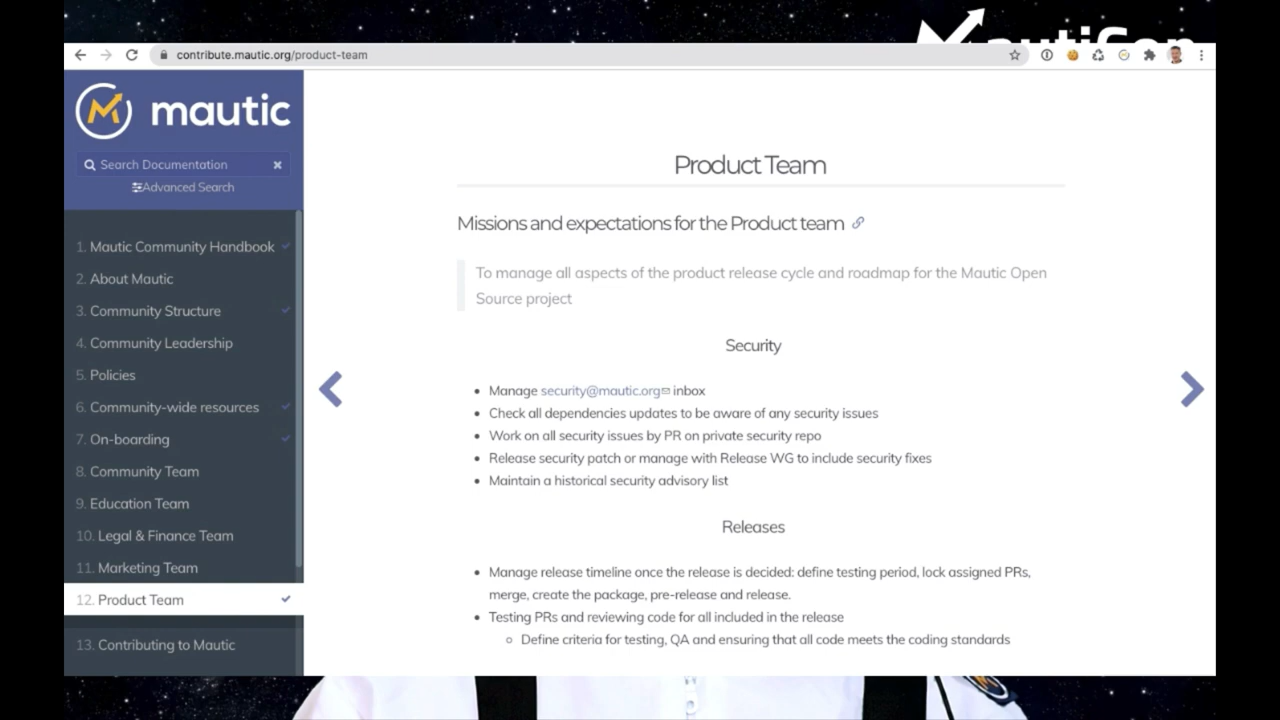 contribute.mautic.org/product-team
mautic
Search Documentation
Advanced Search
1. Mautic Community Handbook
2. About Mautic
3. Community Structure
4. Community Leadership
5. Policies
6. Community-wide resources
7. On-boarding
8. Community Team
9. Education Team
10. Legal & Finance Team
11. Marketing Team
12. Product Team
13. Contributing to Mautic
Product Team
Missions and expectations for the Product team
To manage all aspects of the product release cycle and roadmap for the Mautic Open
Source project
Security
• Manage security@mautic.org inbox
• Check all dependencies updates to be aware of any security issues
• Work on all security issues by PR on private security repo
• Release security patch or manage with Release WG to include security fixes
• Maintain a historical security advisory list
Releases
• Manage release timeline once the release is decided: define testing period, lock assigned PRs,
merge, create the package, pre-release and release.
• Testing PRs and reviewing code for all included in the release
○ Define criteria for testing, QA and ensuring that all code meets the coding standards